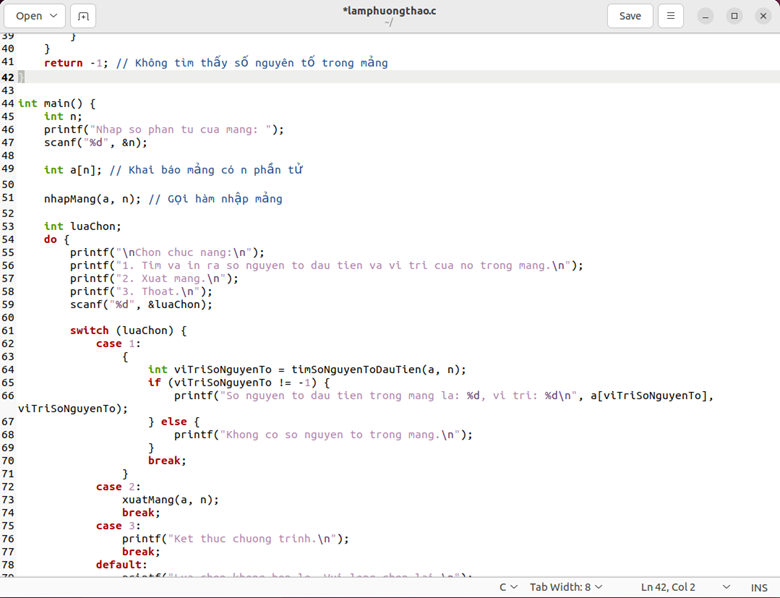 Open
*lamphuongthao.c
~/
Save
39 }
40 }
41 return -1; // Không tìm thấy số nguyên tố trong mảng
42 }
43
44 int main() {
45 int n;
46 printf("Nhap so phan tu cua mang: ");
47 scanf("%d", &n);
48
49 int a[n]; // Khai báo mảng có n phần tử
50
51 nhapMang(a, n); // Gọi hàm nhập mảng
52
53 int luaChon;
54 do {
55 printf("\nChon chuc nang:\n");
56 printf("1. Tim va in ra so nguyen to dau tien va vi tri cua no trong mang.\n");
57 printf("2. Xuat mang.\n");
58 printf("3. Thoat.\n");
59 scanf("%d", &luaChon);
60
61 switch (luaChon) {
62 case 1:
63 {
64 int viTriSoNguyenTo = timSoNguyenToDauTien(a, n);
65 if (viTriSoNguyenTo != -1) {
66 printf("So nguyen to dau tien trong mang la: %d, vi tri: %d\n", a[viTriSoNguyenTo],
viTriSoNguyenTo);
67 } else {
68 printf("Khong co so nguyen to trong mang.\n");
69 }
70 break;
71 }
72 case 2:
73 xuatMang(a, n);
74 break;
75 case 3:
76 printf("Ket thuc chuong trinh.\n");
77 break;
78 default:
C
Tab Width: 8
Ln 42, Col 2
INS